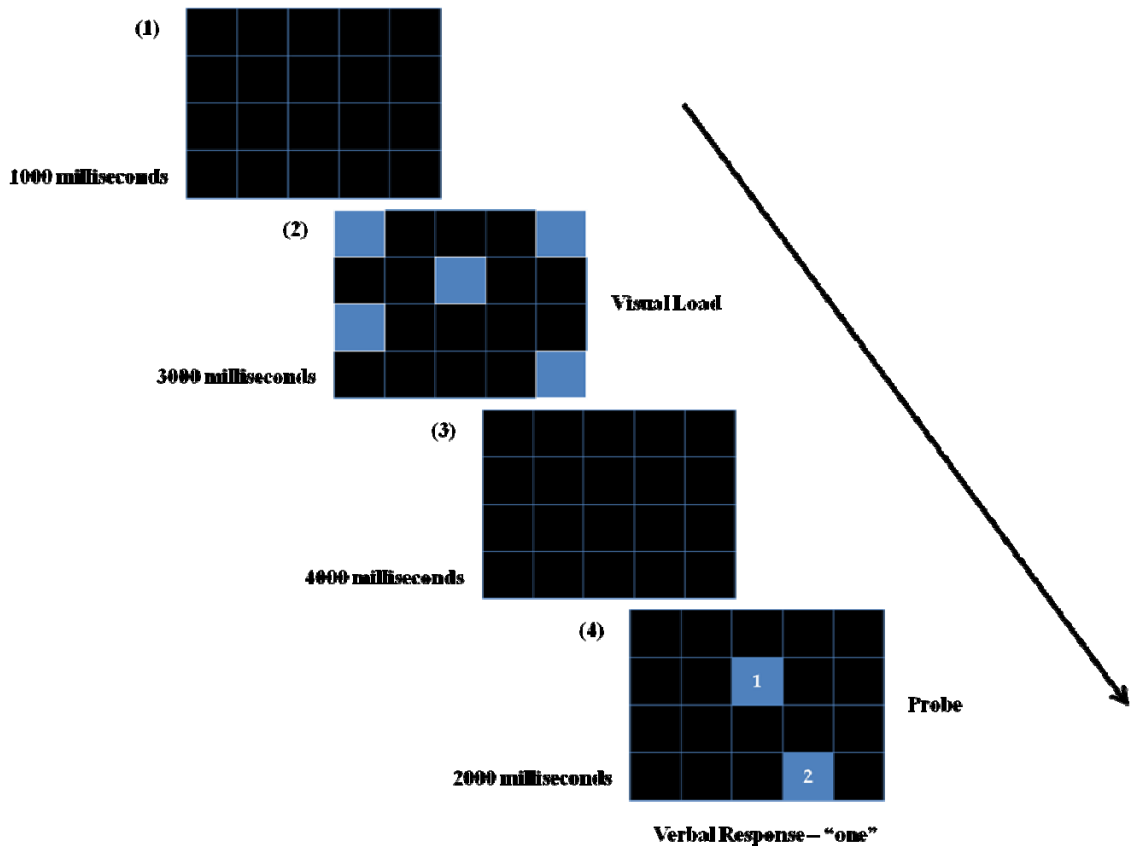 (1)
1000 milliseconds
(2)
Visual Load
3000 milliseconds
(3)
4000 milliseconds
(4)
1
Probe
2
2000 milliseconds
Verbal Response – “one”